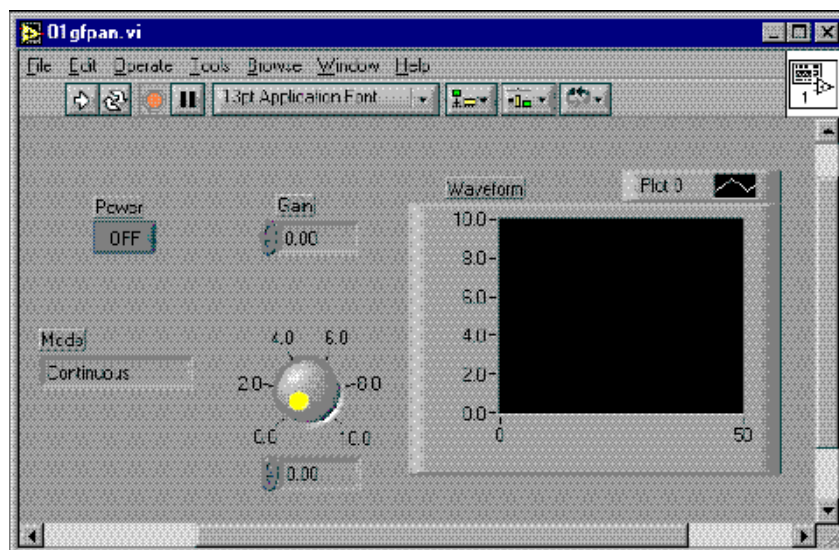 01gfpan.vi
File Edit Operate Tools Browse Window Help
13pt Application Font
1
Waveform
Plot 0
Power
OFF
Gain
0.00
10.0
8.0
6.0
4.0
2.0
0.0
0
50
Mode
Continuous
4.0 6.0
2.0 8.0
0.0 10.0
0.00